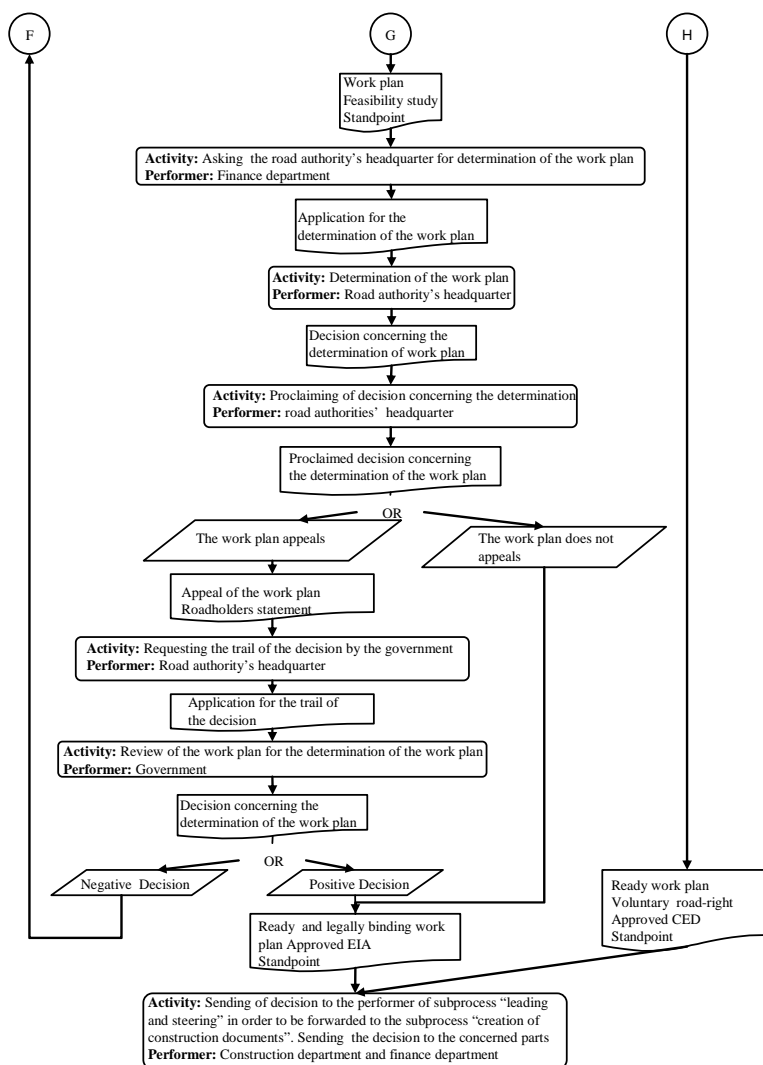 F
G
H
Work plan
Feasibility study
Standpoint
Activity: Asking the road authority's headquarter for determination of the work plan
Performer: Finance department
Application for the
determination of the work plan
Activity: Determination of the work plan
Performer: Road authority's headquarter
Decision concerning the
determination of work plan
Activity: Proclaiming of decision concerning the determination
Performer: road authorities' headquarter
Proclaimed decision concerning
the determination of the work plan
OR
The work plan appeals
The work plan does not
appeals
Appeal of the work plan
Roadholders statement
Activity: Requesting the trail of the decision by the government
Performer: Road authority's headquarter
Application for the trail of
the decision
Activity: Review of the work plan for the determination of the work plan
Performer: Government
Decision concerning the
determination of the work plan
OR
Negative Decision
Positive Decision
Ready work plan
Voluntary road-right
Approved CED
Standpoint
Ready and legally binding work
plan Approved EIA
Standpoint
Activity: Sending of decision to the performer of subprocess "leading
and steering" in order to be forwarded to the subprocess "creation of
construction documents". Sending the decision to the concerned parts
Performer: Construction department and finance department